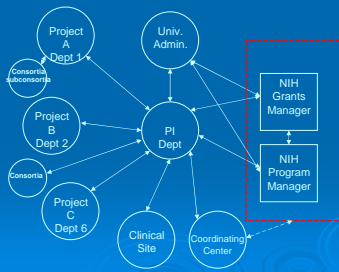 Project
A
Dept 1
Univ.
Admin.
Consortia
subconsortia
NIH
Grants
Manager
Project
B
Dept 2
PI
Dept
NIH
Program
Manager
Consortia
Project
C
Dept 6
Clinical
Site
Coordinating
Center